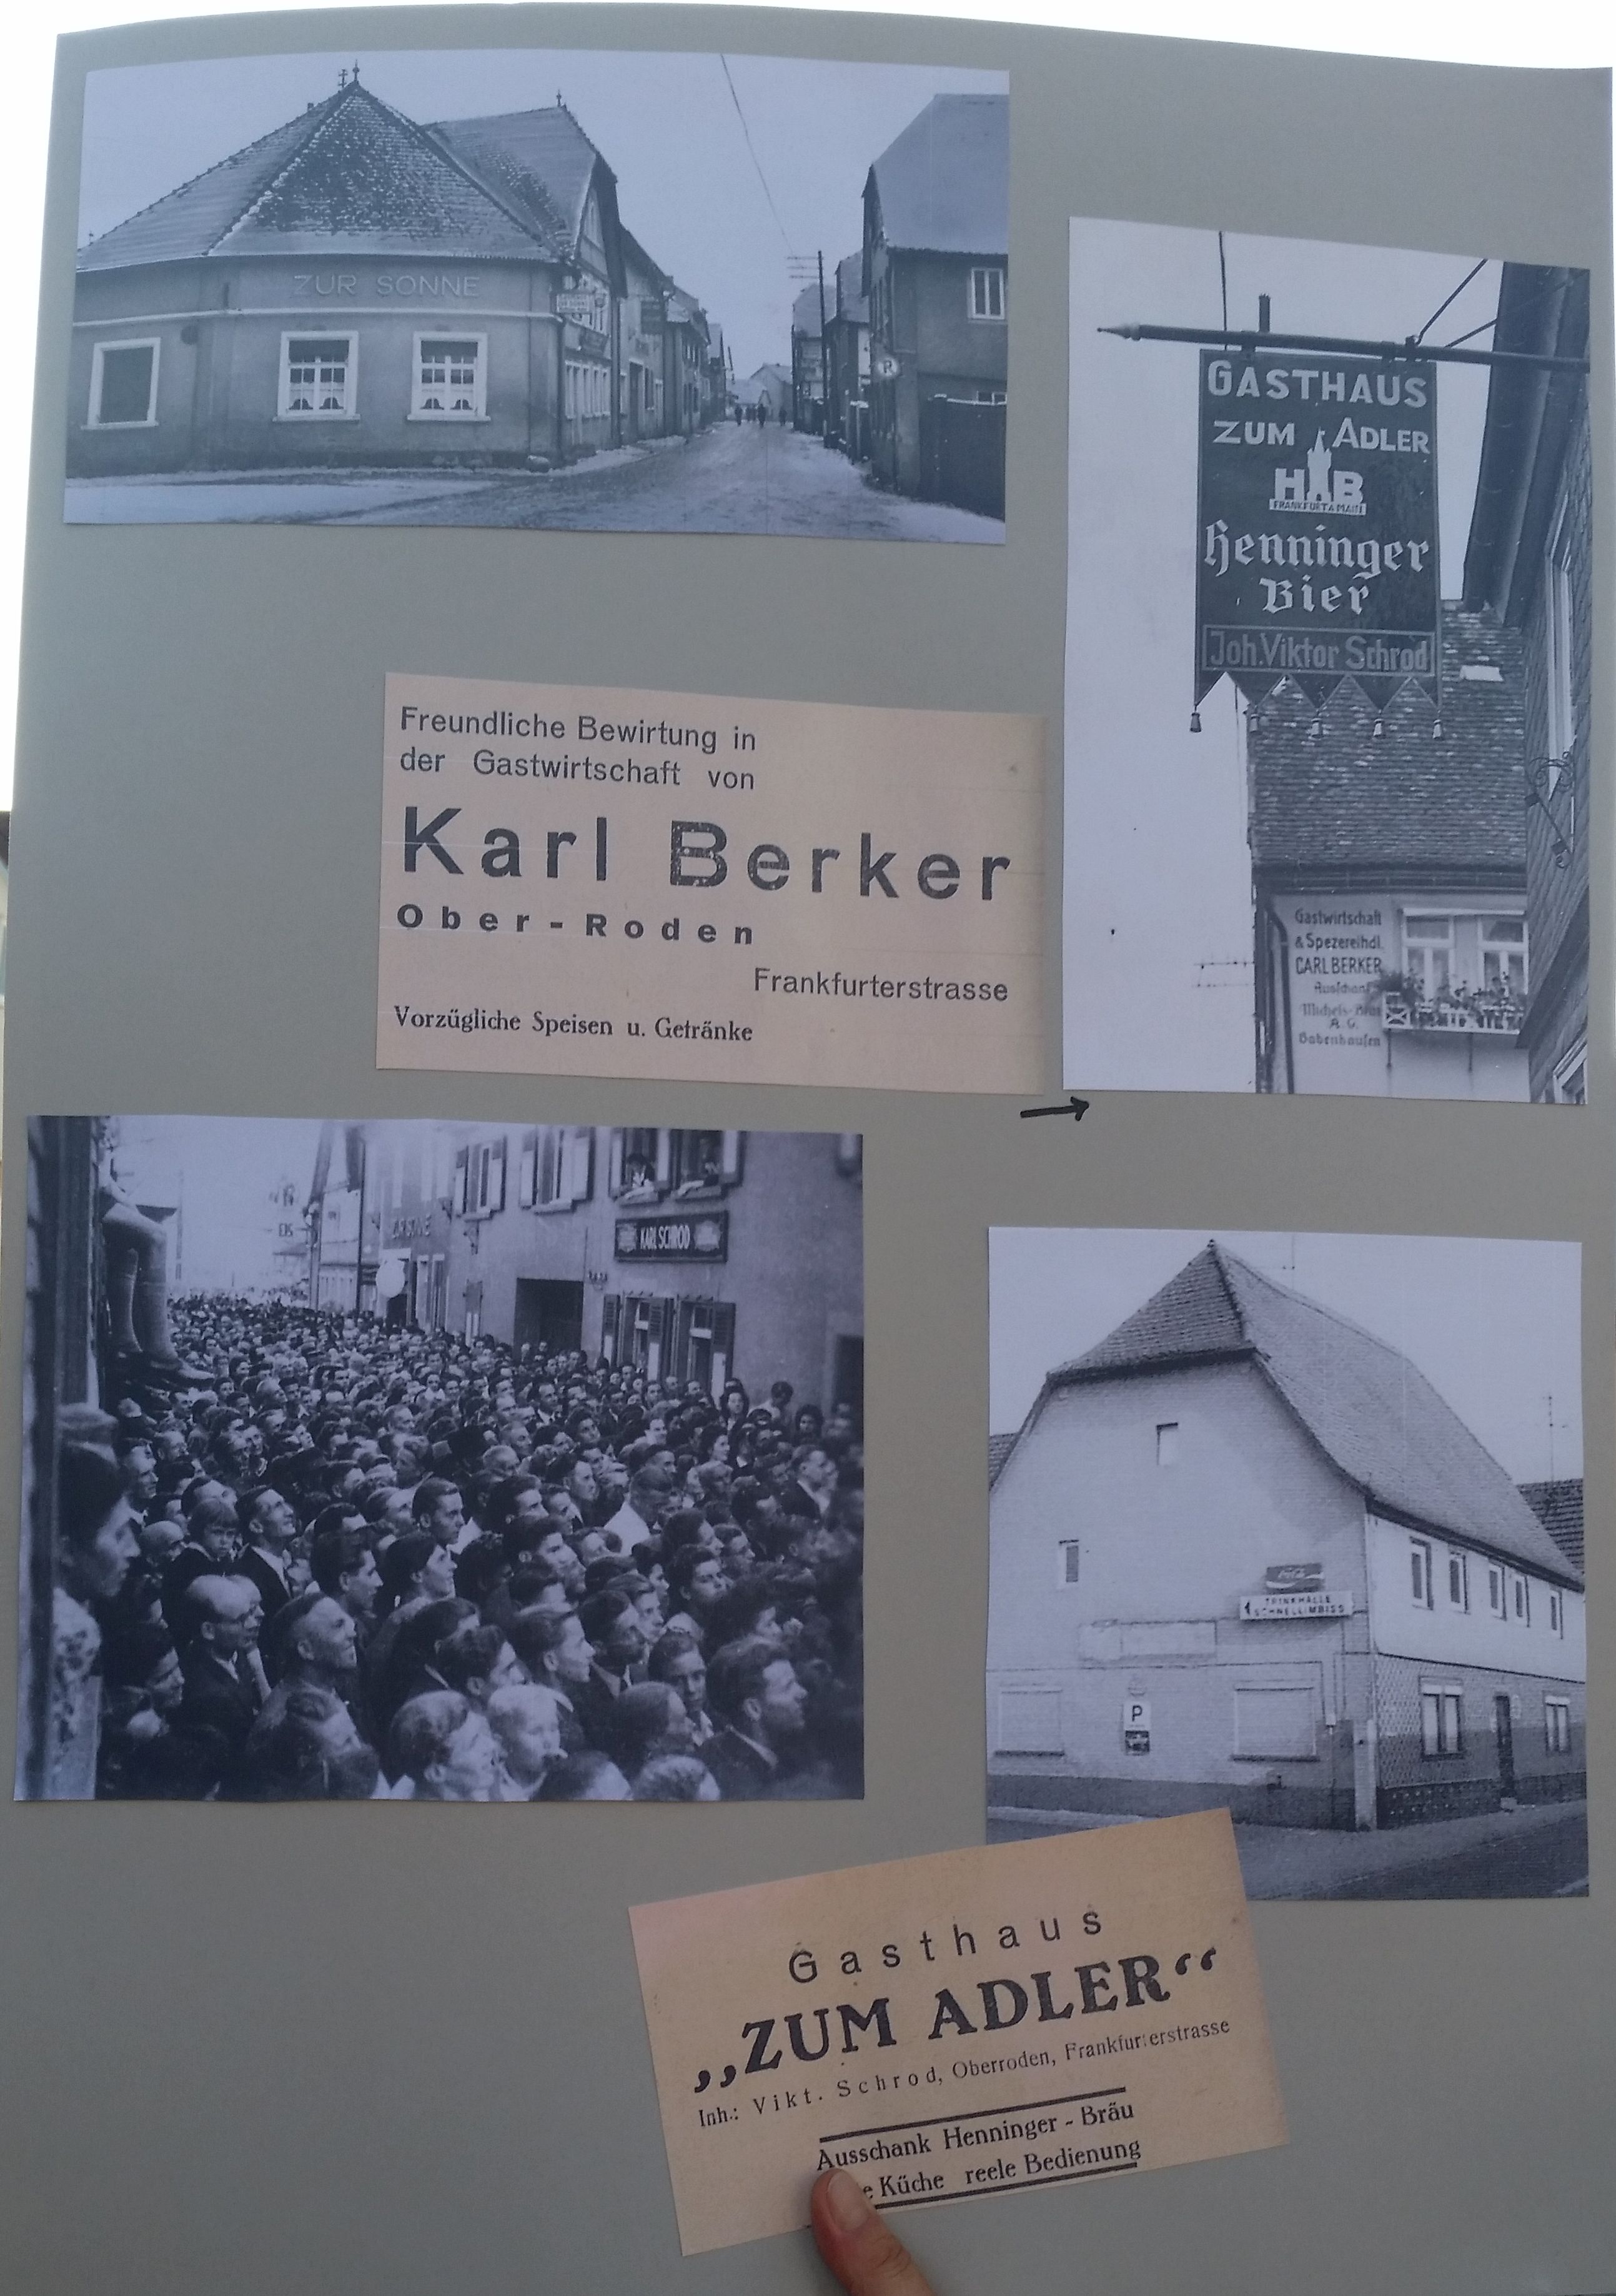 ZUR SONNE
GASTHAUS
ZUM ADLER
HB
FRANKFURT A MAIN
Henninger
Bier
Joh. Viktor Schrod
Gastwirtschaft
& Spezereihdl.
CARL BERKER
Ausschank
A. G.
Babenhausen
Freundliche Bewirtung in
der Gastwirtschaft von
Karl Berker
Ober-Roden
Frankfurterstrasse
Vorzügliche Speisen u. Getränke
EIS
KARL SCHROD
TRINKHALLE
SCHNELLIMBISS
P
Gasthaus
„ZUM ADLER“
Inh.: Vikt. Schrod, Oberroden, Frankfurterstrasse
Ausschank Henninger - Bräu
e Küche reele Bedienung